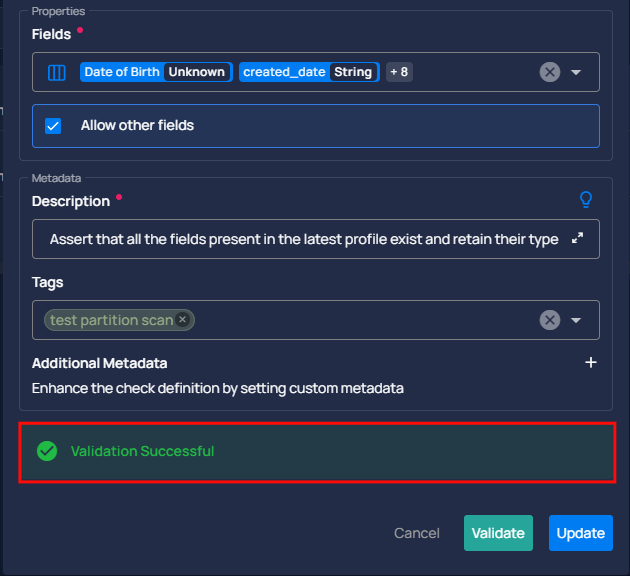 Properties
Fields
Date of Birth Unknown created_date String + 8
Allow other fields
Metadata
Description
Assert that all the fields present in the latest profile exist and retain their type
Tags
test partition scan
Additional Metadata
Enhance the check definition by setting custom metadata
Validation Successful
Cancel Validate Update